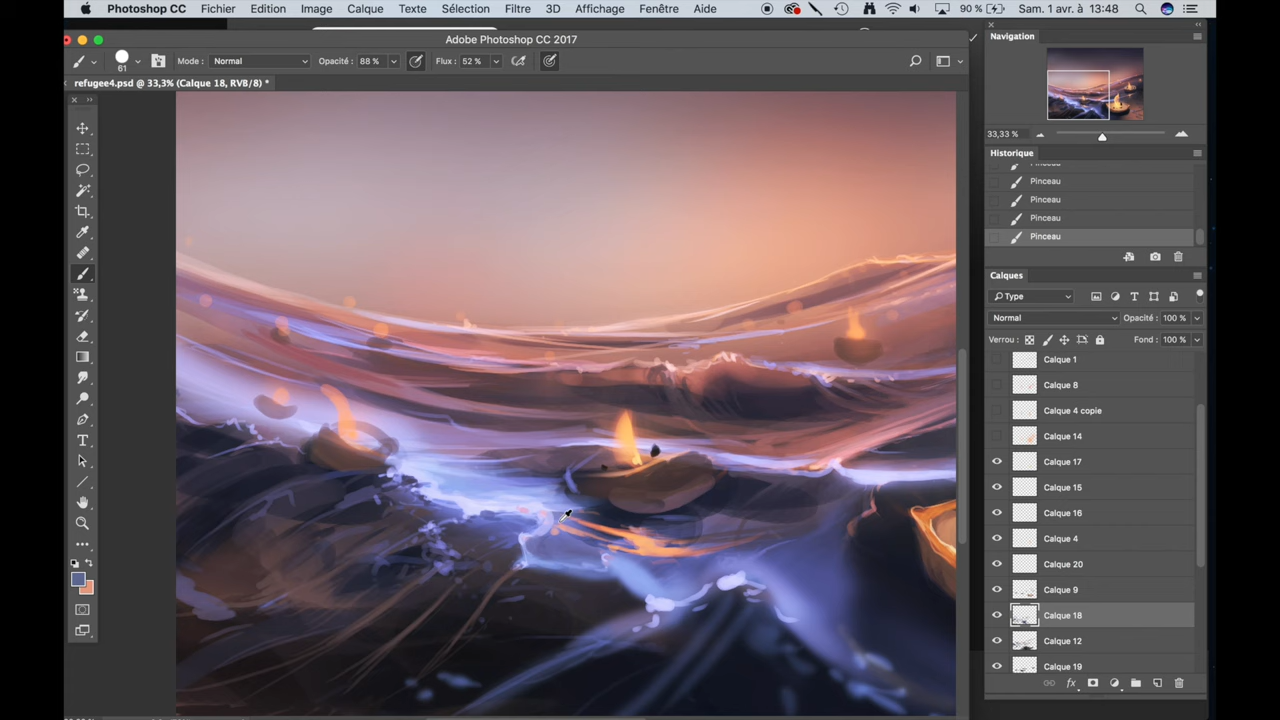 Photoshop CC Fichier Edition Image Calque Texte Sélection Filtre 3D Affichage Fenêtre Aide 90 % Sam. 1 avr. à 13:48
Adobe Photoshop CC 2017
61 Mode : Normal Opacité : 88 % Flux : 52 %
refugee4.psd @ 33,3% (Calque 18, RVB/8) *
Navigation
33,33 %
Historique
Pinceau
Pinceau
Pinceau
Pinceau
Pinceau
Calques
Type
Normal Opacité : 100 %
Verrou : Fond : 100 %
Calque 1
Calque 8
Calque 4 copie
Calque 14
Calque 17
Calque 15
Calque 16
Calque 4
Calque 20
Calque 9
Calque 18
Calque 12
Calque 19
fx